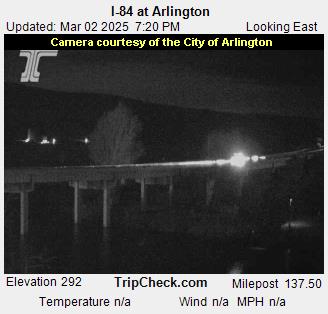 I-84 at Arlington
Updated: Mar 02 2025 7:20 PM Looking East
Camera courtesy of the City of Arlington
Elevation 292 TripCheck.com Milepost 137.50
Temperature n/a Wind n/a MPH n/a